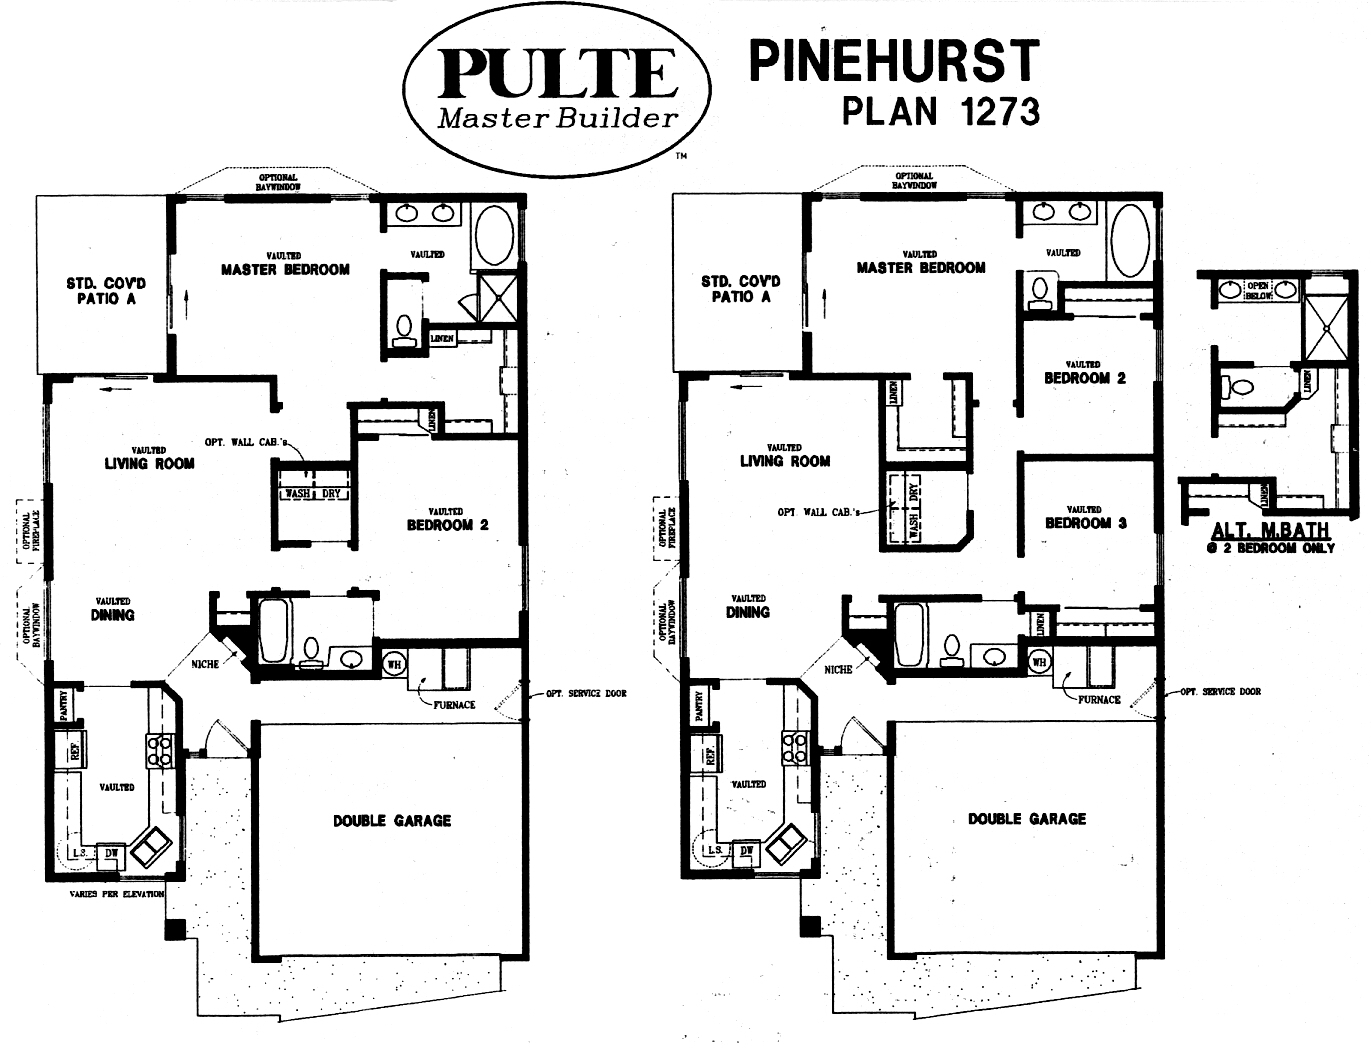 PULTE
Master Builder
TM
PINEHURST
PLAN 1273
OPTIONAL
BAYWINDOW
VAULTED
MASTER BEDROOM
VAULTED
STD. COV'D
PATIO A
LINEN
LINEN
OPT. WALL CAB.'s
VAULTED
LIVING ROOM
WASH DRY
VAULTED
BEDROOM 2
OPTIONAL
FIREPLACE
OPTIONAL
BAYWINDOW
VAULTED
DINING
NICHE
WH
FURNACE
OPT. SERVICE DOOR
PANTRY
REF.
VAULTED
L.S.
DW
VARIES PER ELEVATION
DOUBLE GARAGE
OPTIONAL
BAYWINDOW
VAULTED
MASTER BEDROOM
VAULTED
STD. COV'D
PATIO A
VAULTED
BEDROOM 2
LINEN
VAULTED
LIVING ROOM
OPT. WALL CAB.'s
WASH DRY
VAULTED
BEDROOM 3
OPTIONAL
FIREPLACE
OPTIONAL
BAYWINDOW
VAULTED
DINING
LINEN
NICHE
WH
FURNACE
OPT. SERVICE DOOR
PANTRY
REF.
VAULTED
L.S.
DW
DOUBLE GARAGE
OPEN
BELOW
LINEN
LINEN
ALT. M.BATH
@ 2 BEDROOM ONLY